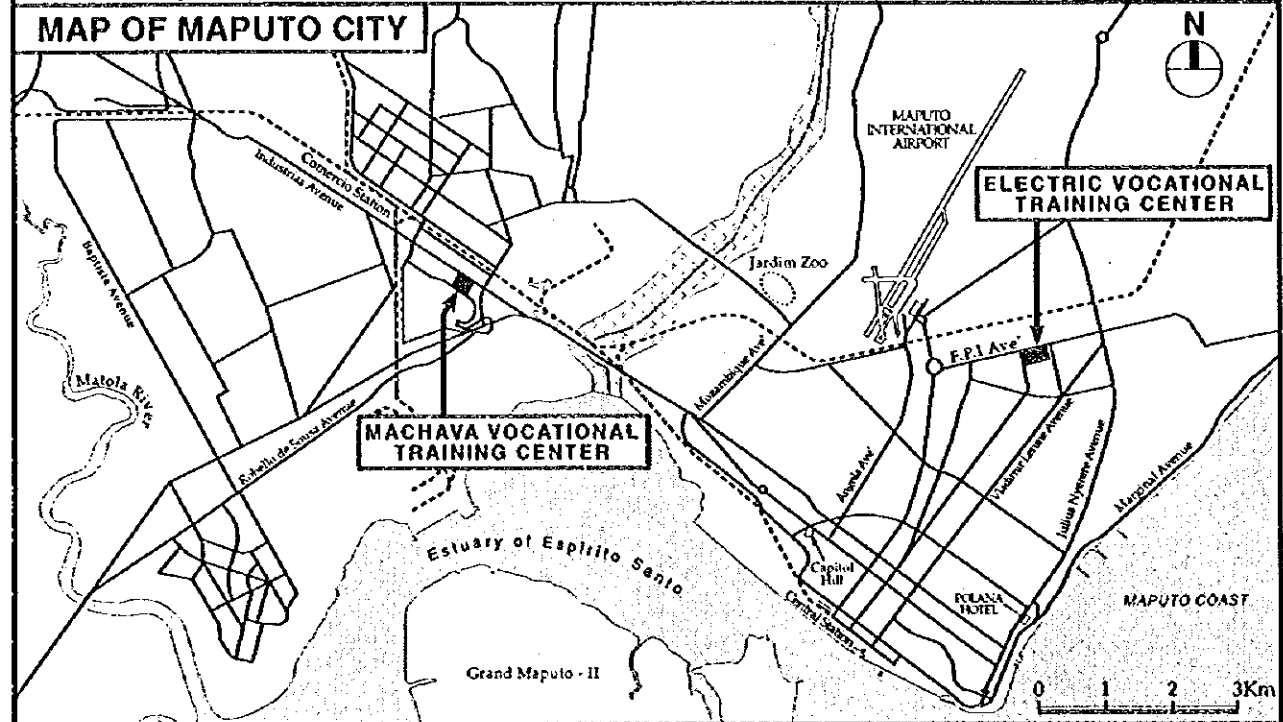 MAP OF MAPUTO CITY
N
MAPUTO
INTERNATIONAL
AIRPORT
ELECTRIC VOCATIONAL
TRAINING CENTER
Comercio Station
Industrias Avenue
Baptista Avenue
Jardim Zoo
F.P.I Ave'
Mozambique Ave'
Matola River
Rebello de Sousa Avenue
MACHAVA VOCATIONAL
TRAINING CENTER
Angola Ave'
Vladimir Lenine Avenue
Julius Nyerere Avenue
Marginal Avenue
Estuary of Espirito Santo
Capitol
Hill
Central Station
POLANA
HOTEL
MAPUTO COAST
Grand Maputo - II
0 1 2 3Km